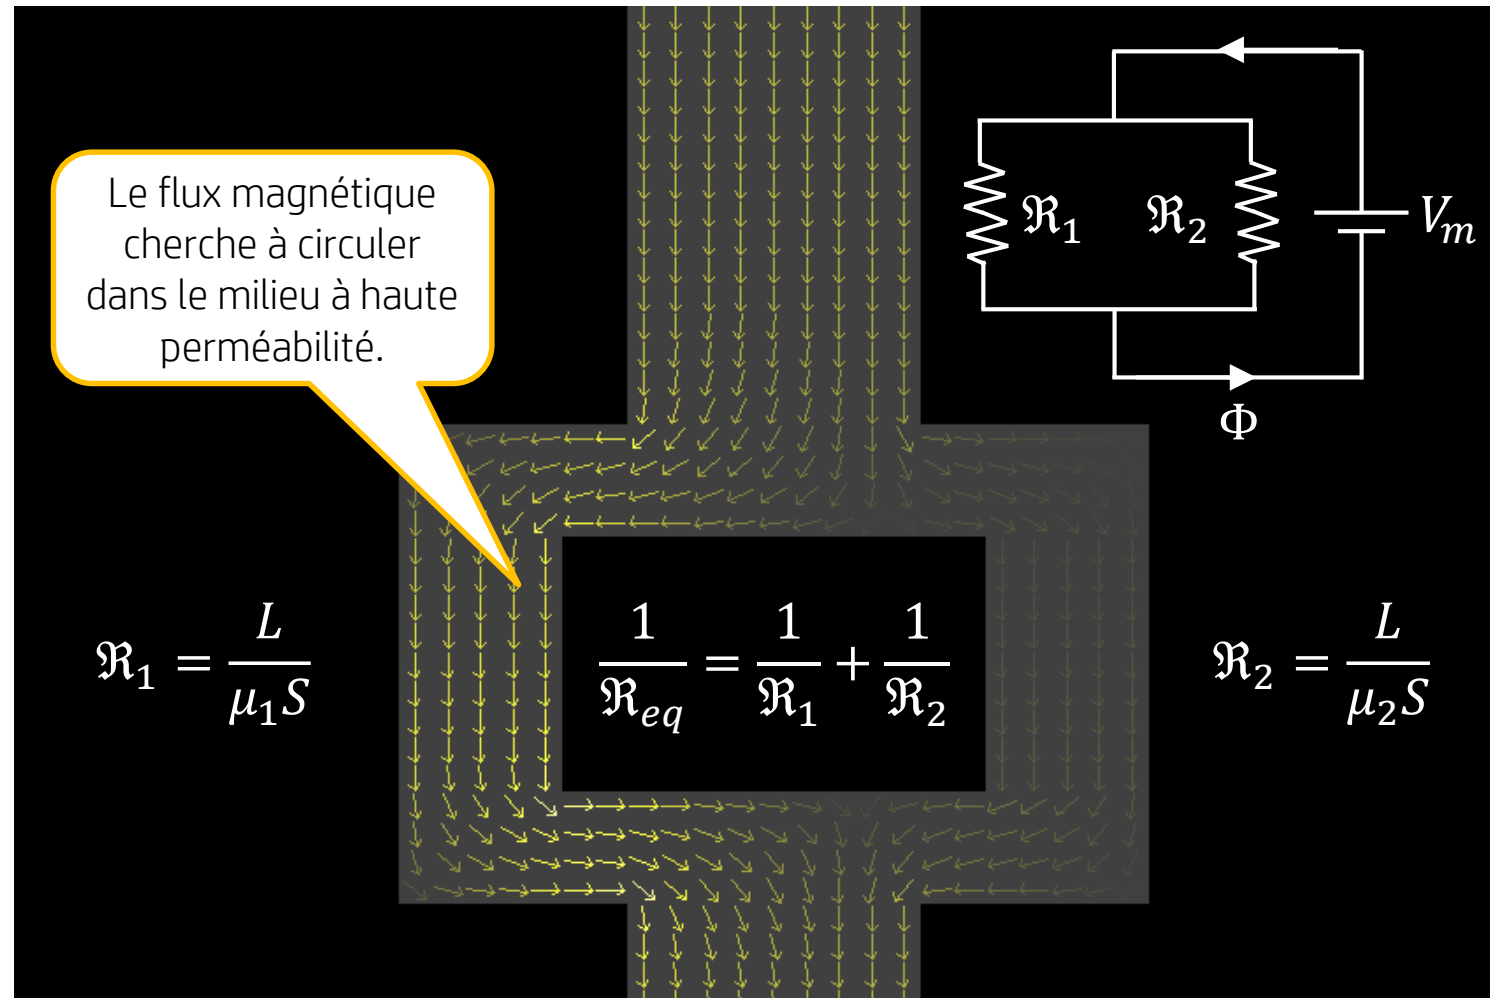 Le flux magnétique
cherche à circuler
dans le milieu à haute
perméabilité.
ℜ₁
ℜ₂
Vₘ
Φ
ℜ₁ = L / μ₁S
1/ℜₑq = 1/ℜ₁ + 1/ℜ₂
ℜ₂ = L / μ₂S